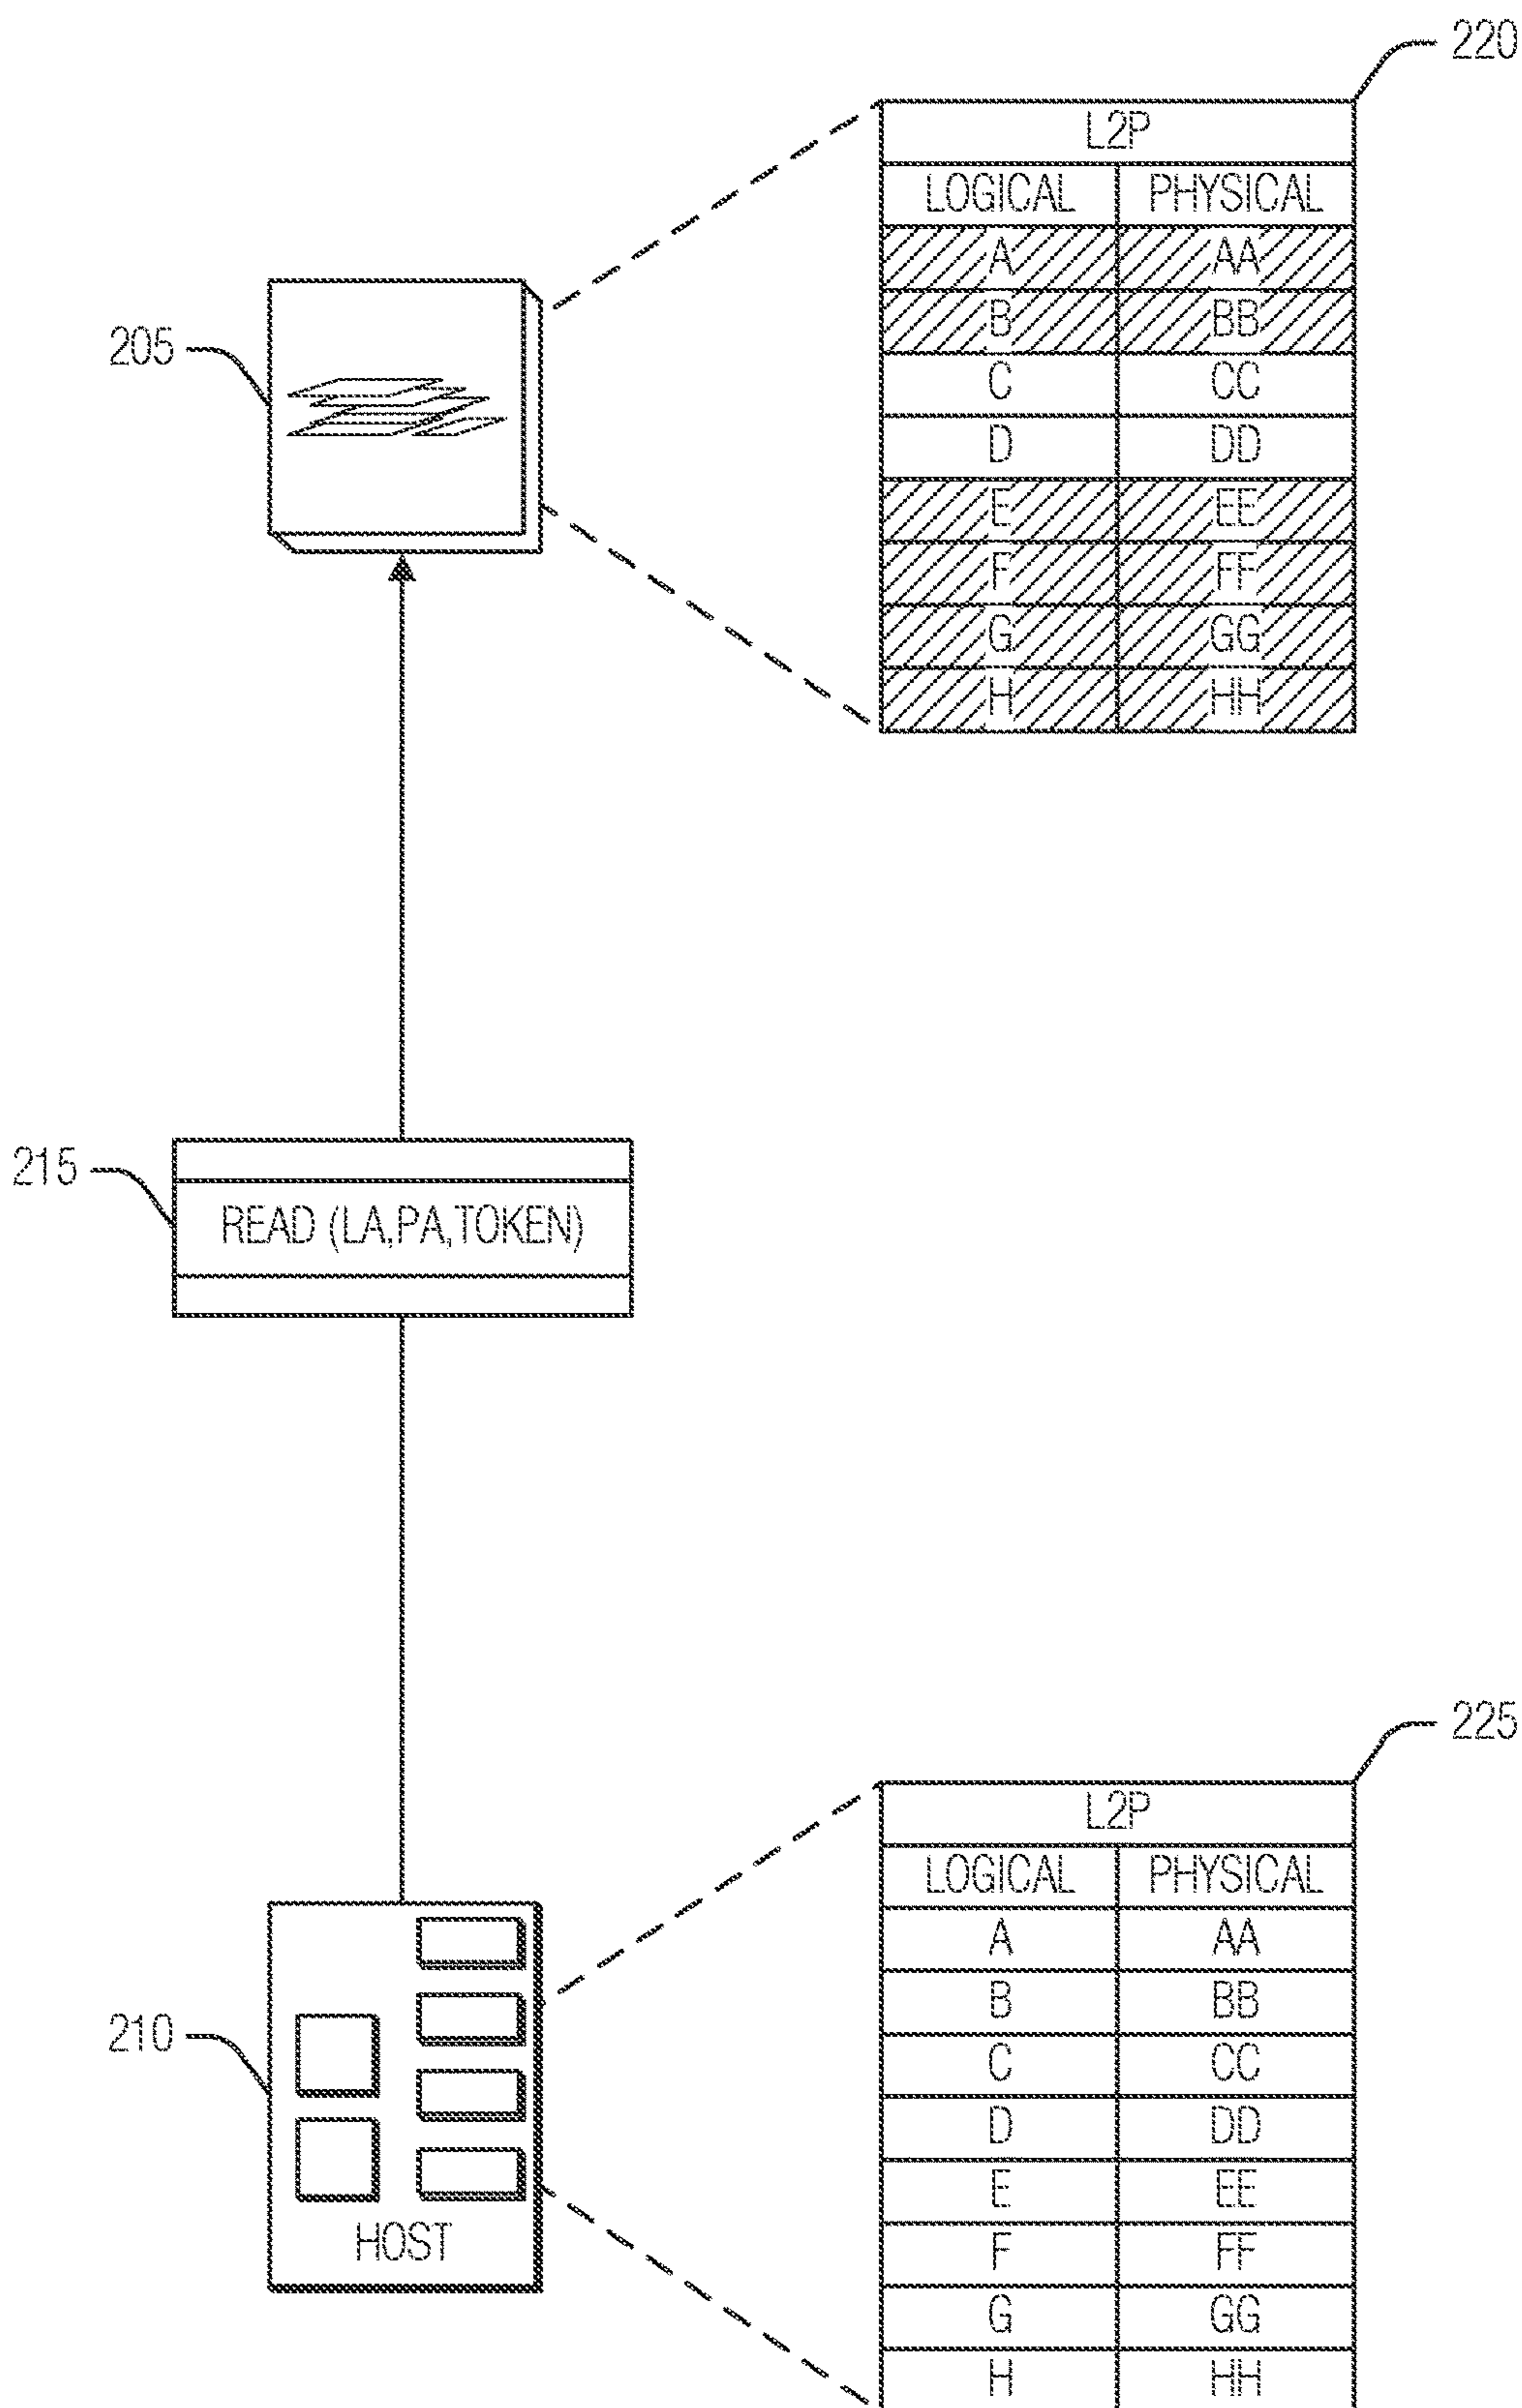 220
L2P
LOGICAL PHYSICAL
A AA
B BB
C CC
D DD
E EE
F FF
G GG
H HH
205
215
READ (LA,PA,TOKEN)
225
L2P
LOGICAL PHYSICAL
A AA
B BB
C CC
D DD
E EE
F FF
G GG
H HH
210
HOST